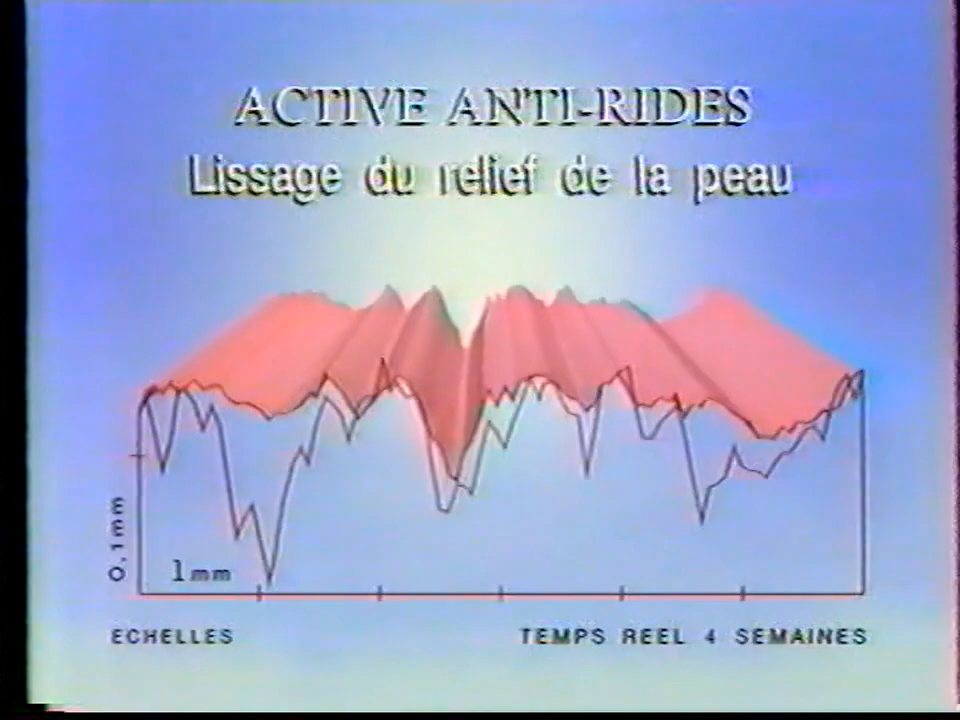 ACTIVE ANTI-RIDES
Lissage du relief de la peau
0,1mm
1mm
ECHELLES
TEMPS REEL 4 SEMAINES